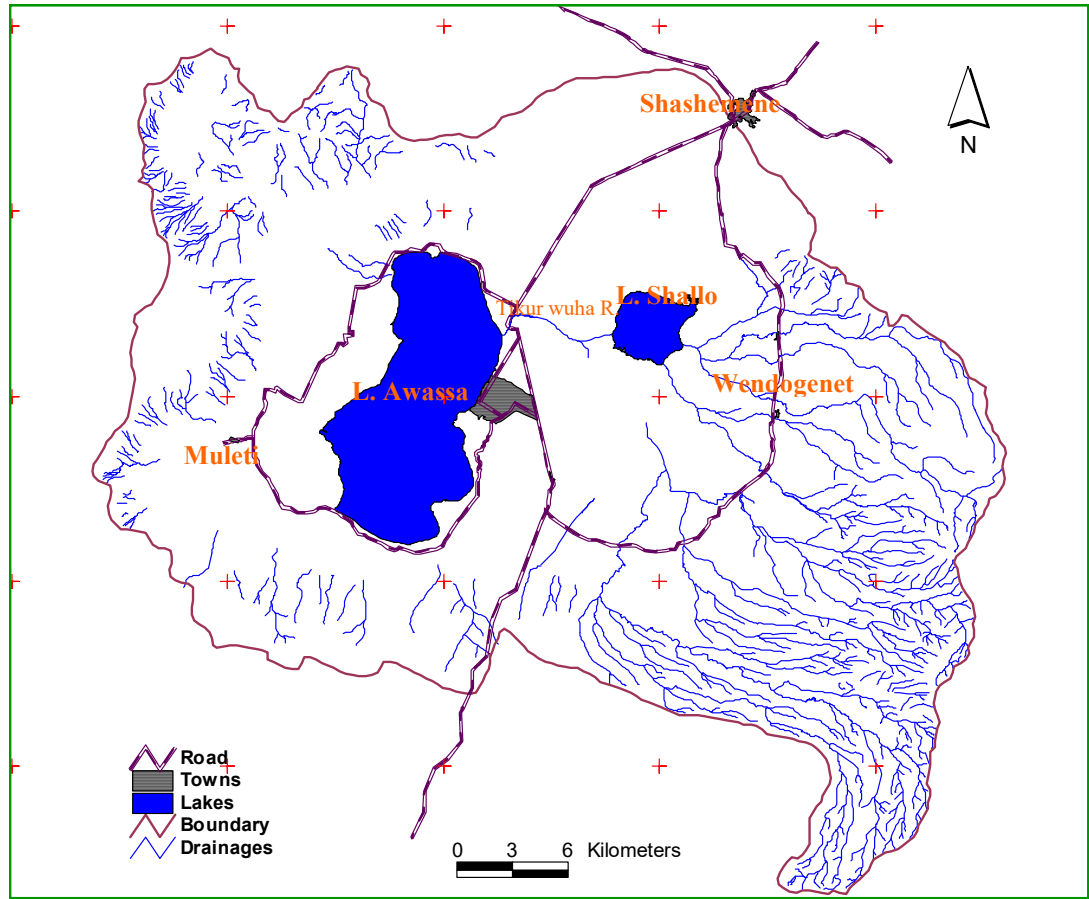 Shashemene
N
L. Shallo
Tikur wuha R
Wendogenet
L. Awassa
Muleti
Road
Towns
Lakes
Boundary
Drainages
0 3 6 Kilometers